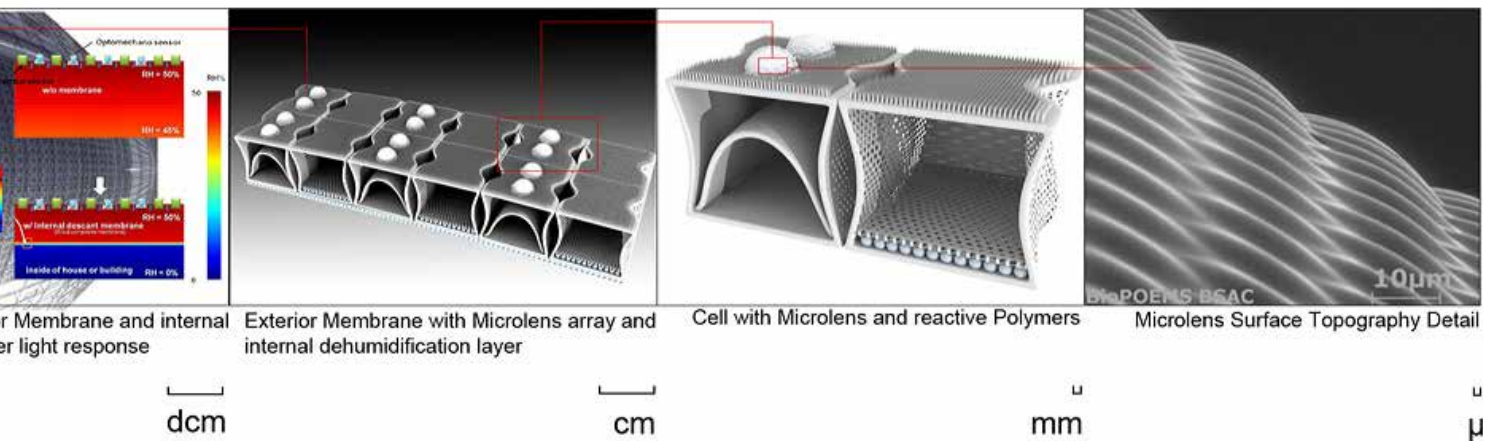 Optomechano sensor
RH = 50%
w/o membrane
RH = 45%
RH%
50
RH = 50%
w/ Internal descant membrane
Inside of house or building
RH = 0%
0
10µm
BioPOEMS BSAC
r Membrane and internal
er light response
Exterior Membrane with Microlens array and
internal dehumidification layer
Cell with Microlens and reactive Polymers
Microlens Surface Topography Detail
dcm
cm
mm
µ